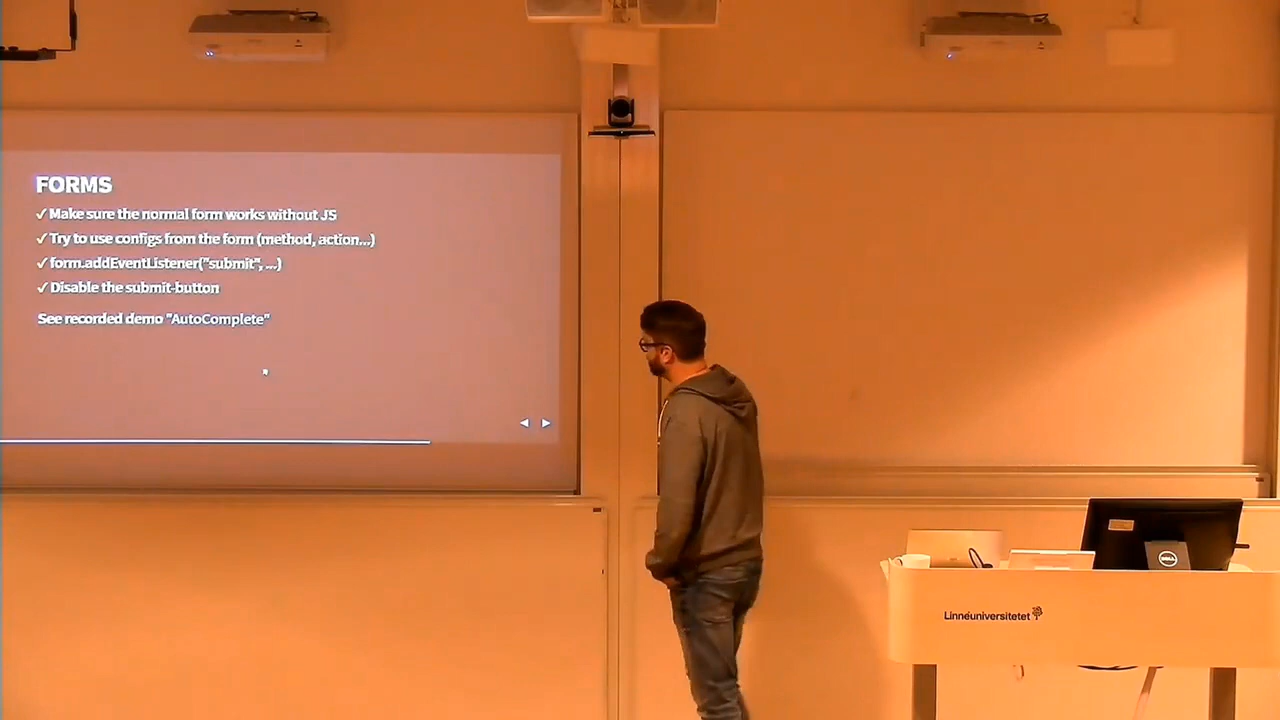 FORMS
✓ Make sure the normal form works without JS
✓ Try to use configs from the form (method, action...)
✓ form.addEventListener("submit", ...)
✓ Disable the submit-button
See recorded demo "AutoComplete"
DELL
Linnéuniversitetet